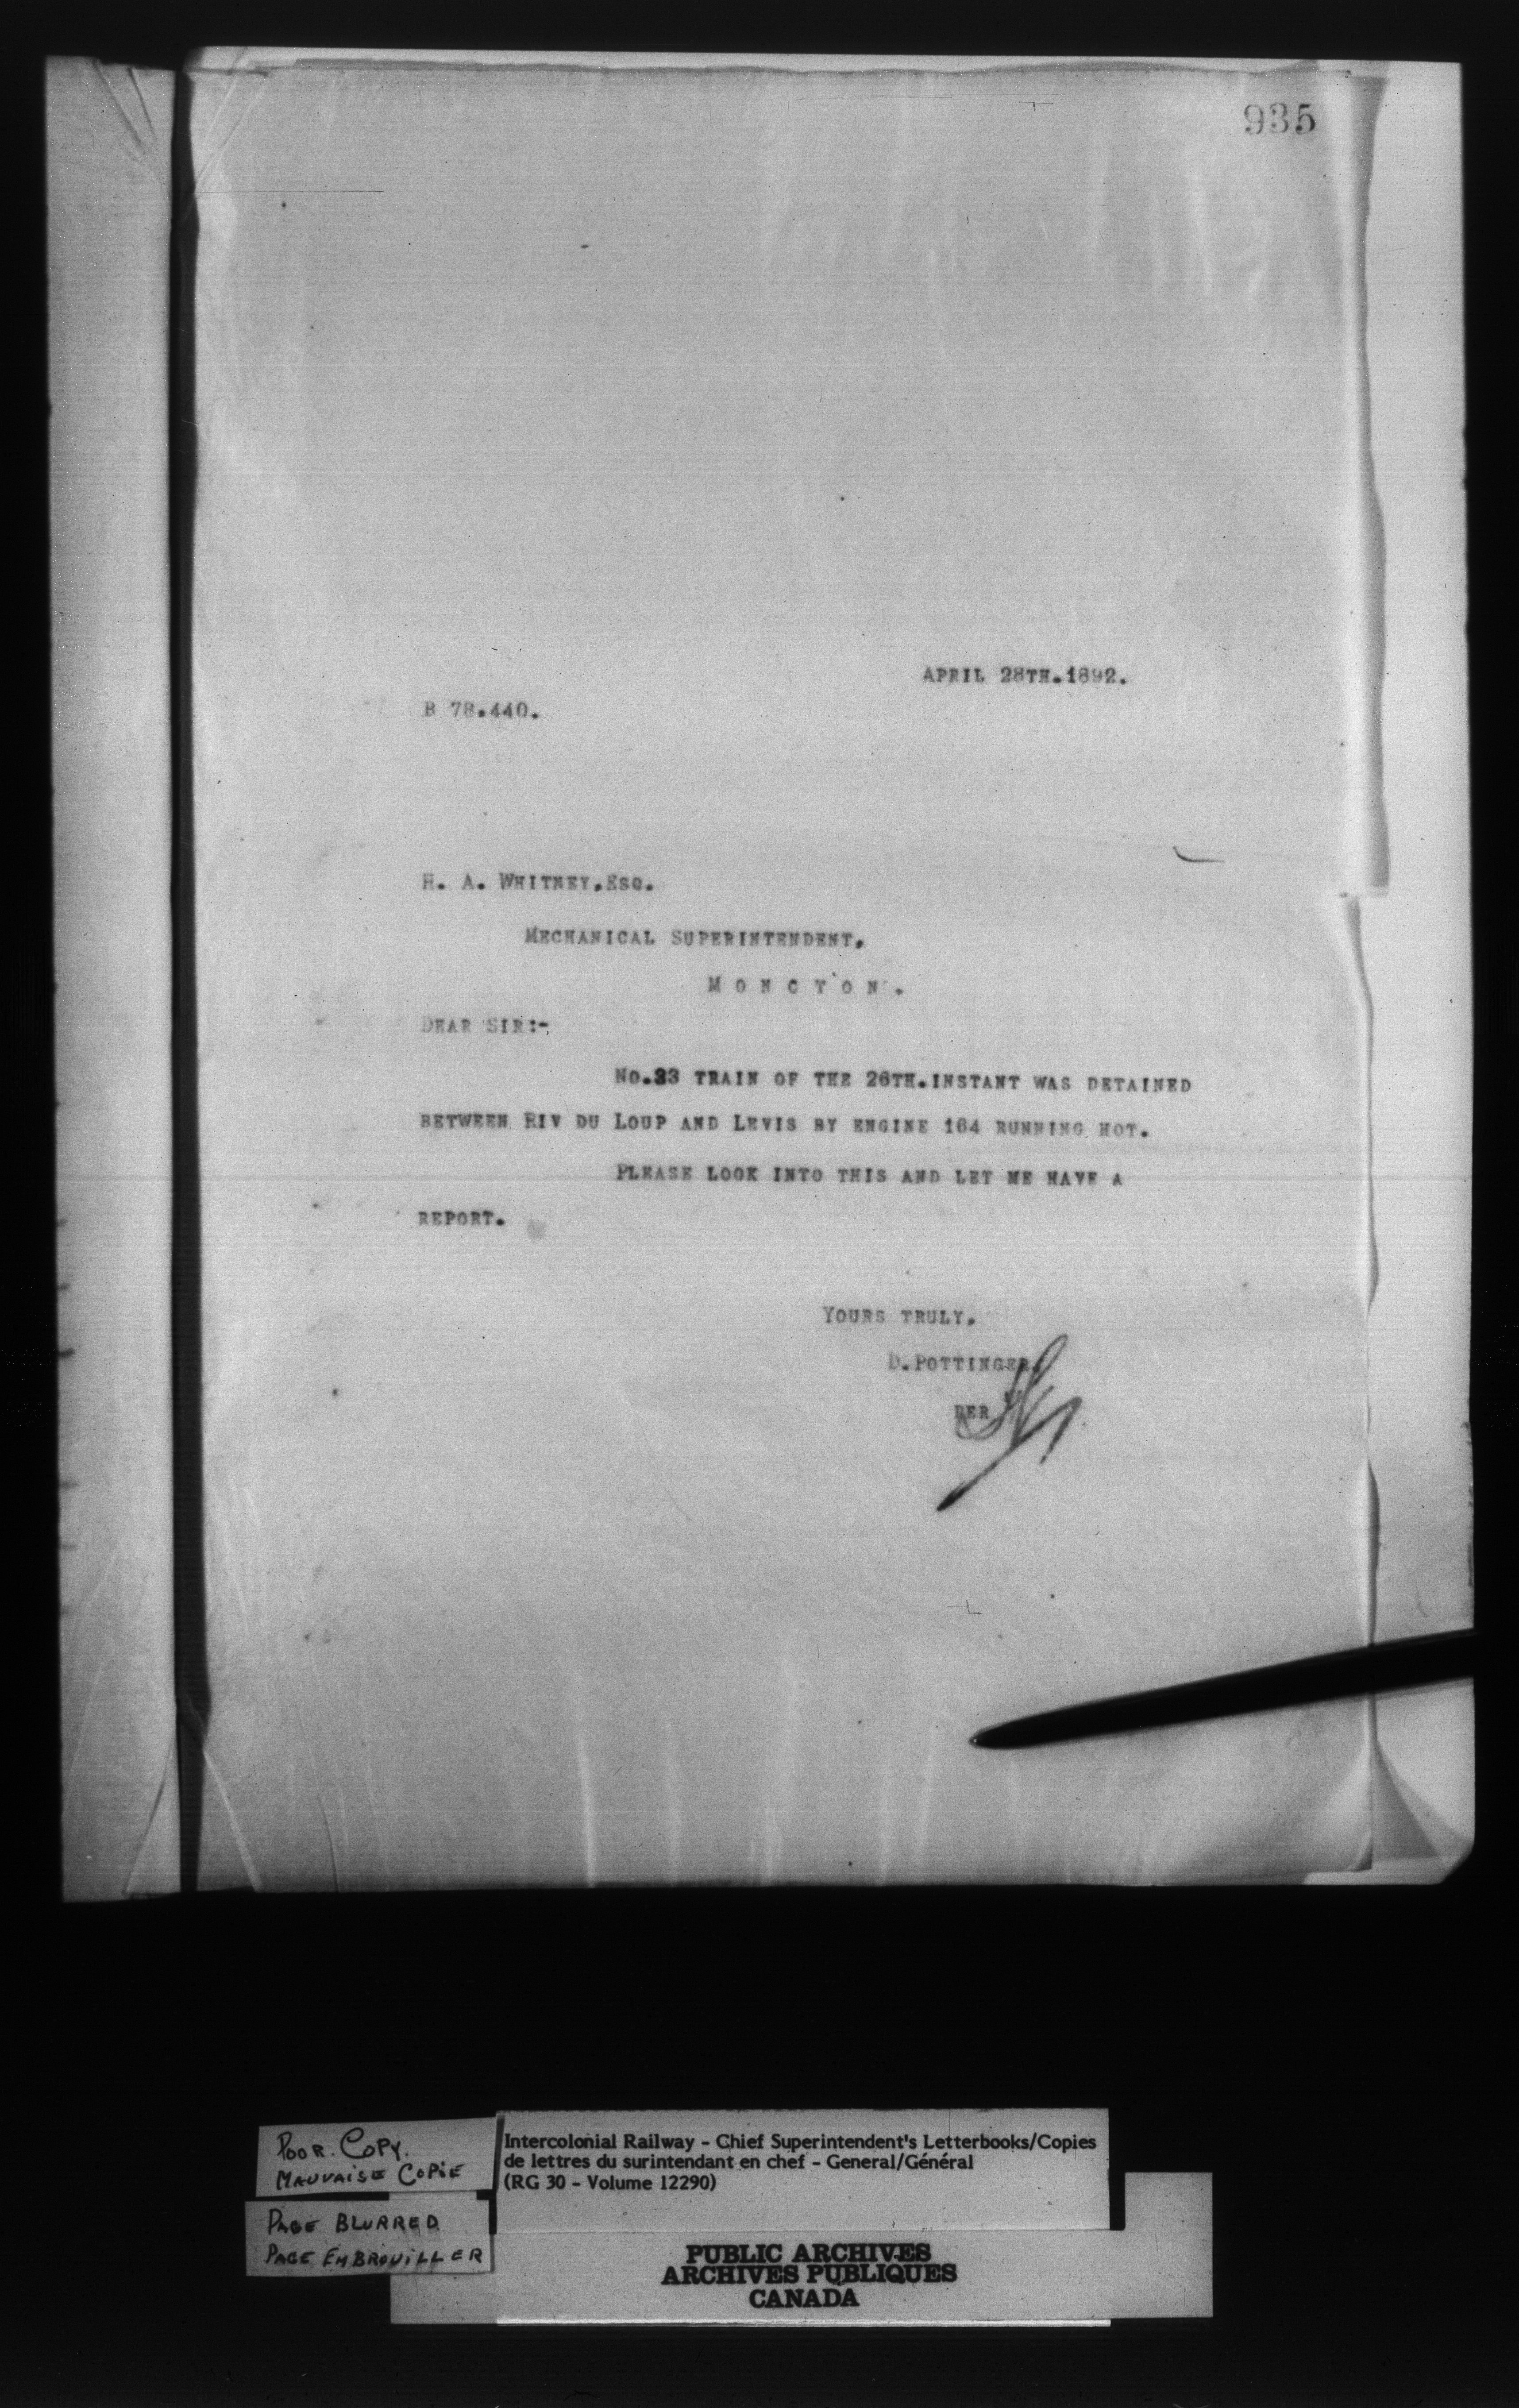 935
APRIL 28TH.1892.
B 78.440.
H. A. WHITNEY,ESQ.
MECHANICAL SUPERINTENDENT,
M O N C T O N .
DEAR SIR:-
NO.33 TRAIN OF THE 26TH.INSTANT WAS DETAINED
BETWEEN RIV DU LOUP AND LEVIS BY ENGINE 164 RUNNING HOT.
PLEASE LOOK INTO THIS AND LET ME HAVE A
REPORT.
YOURS TRULY,
D.POTTINGER.
PER
POOR. COPY.
MAUVAISE COPIE
PAGE BLURRED
PAGE EMBROUILLER
Intercolonial Railway - Chief Superintendent's Letterbooks/Copies
de lettres du surintendant en chef - General/Général
(RG 30 - Volume 12290)
PUBLIC ARCHIVES
ARCHIVES PUBLIQUES
CANADA